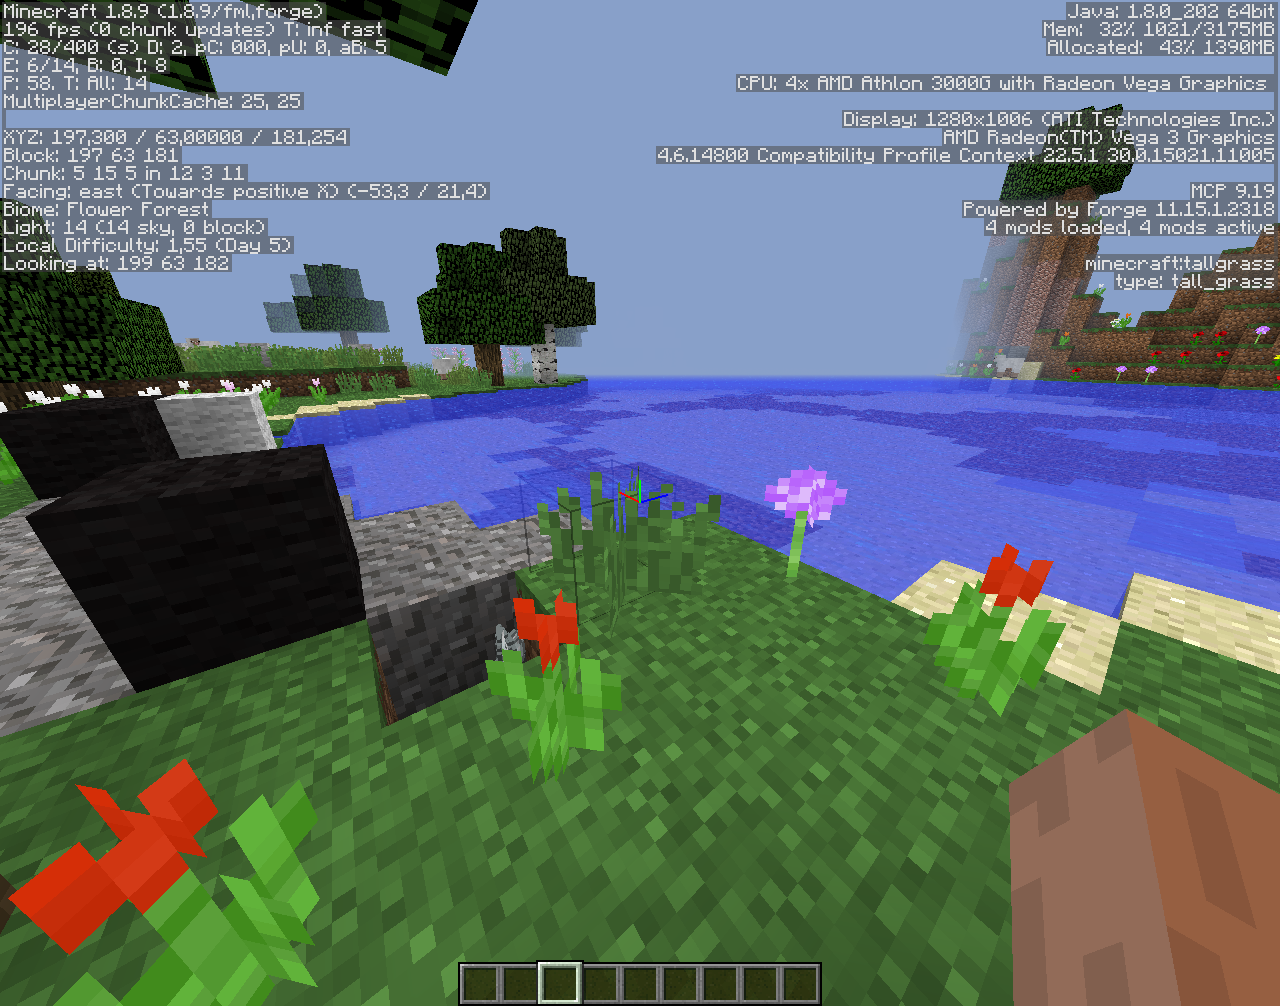 Minecraft 1.8.9 (1.8.9/fml,forge)
196 fps (0 chunk updates) T: inf fast
C: 28/400 (s) D: 2, pC: 000, pU: 0, aB: 5
E: 6/14, B: 0, I: 8
P: 58. T: All: 14
MultiplayerChunkCache: 25, 25
XYZ: 197,300 / 63,00000 / 181,254
Block: 197 63 181
Chunk: 5 15 5 in 12 3 11
Facing: east (Towards positive X) (-53,3 / 21,4)
Biome: Flower Forest
Light: 14 (14 sky, 0 block)
Local Difficulty: 1,55 (Day 5)
Looking at: 199 63 182
Java: 1.8.0_202 64bit
Mem: 32% 1021/3175MB
Allocated: 43% 1390MB
CPU: 4x AMD Athlon 3000G with Radeon Vega Graphics
Display: 1280x1006 (ATI Technologies Inc.)
AMD Radeon(TM) Vega 3 Graphics
4.6.14800 Compatibility Profile Context 22.5.1 30.0.15021.11005
MCP 9.19
Powered by Forge 11.15.1.2318
4 mods loaded, 4 mods active
minecraft:tallgrass
type: tall_grass